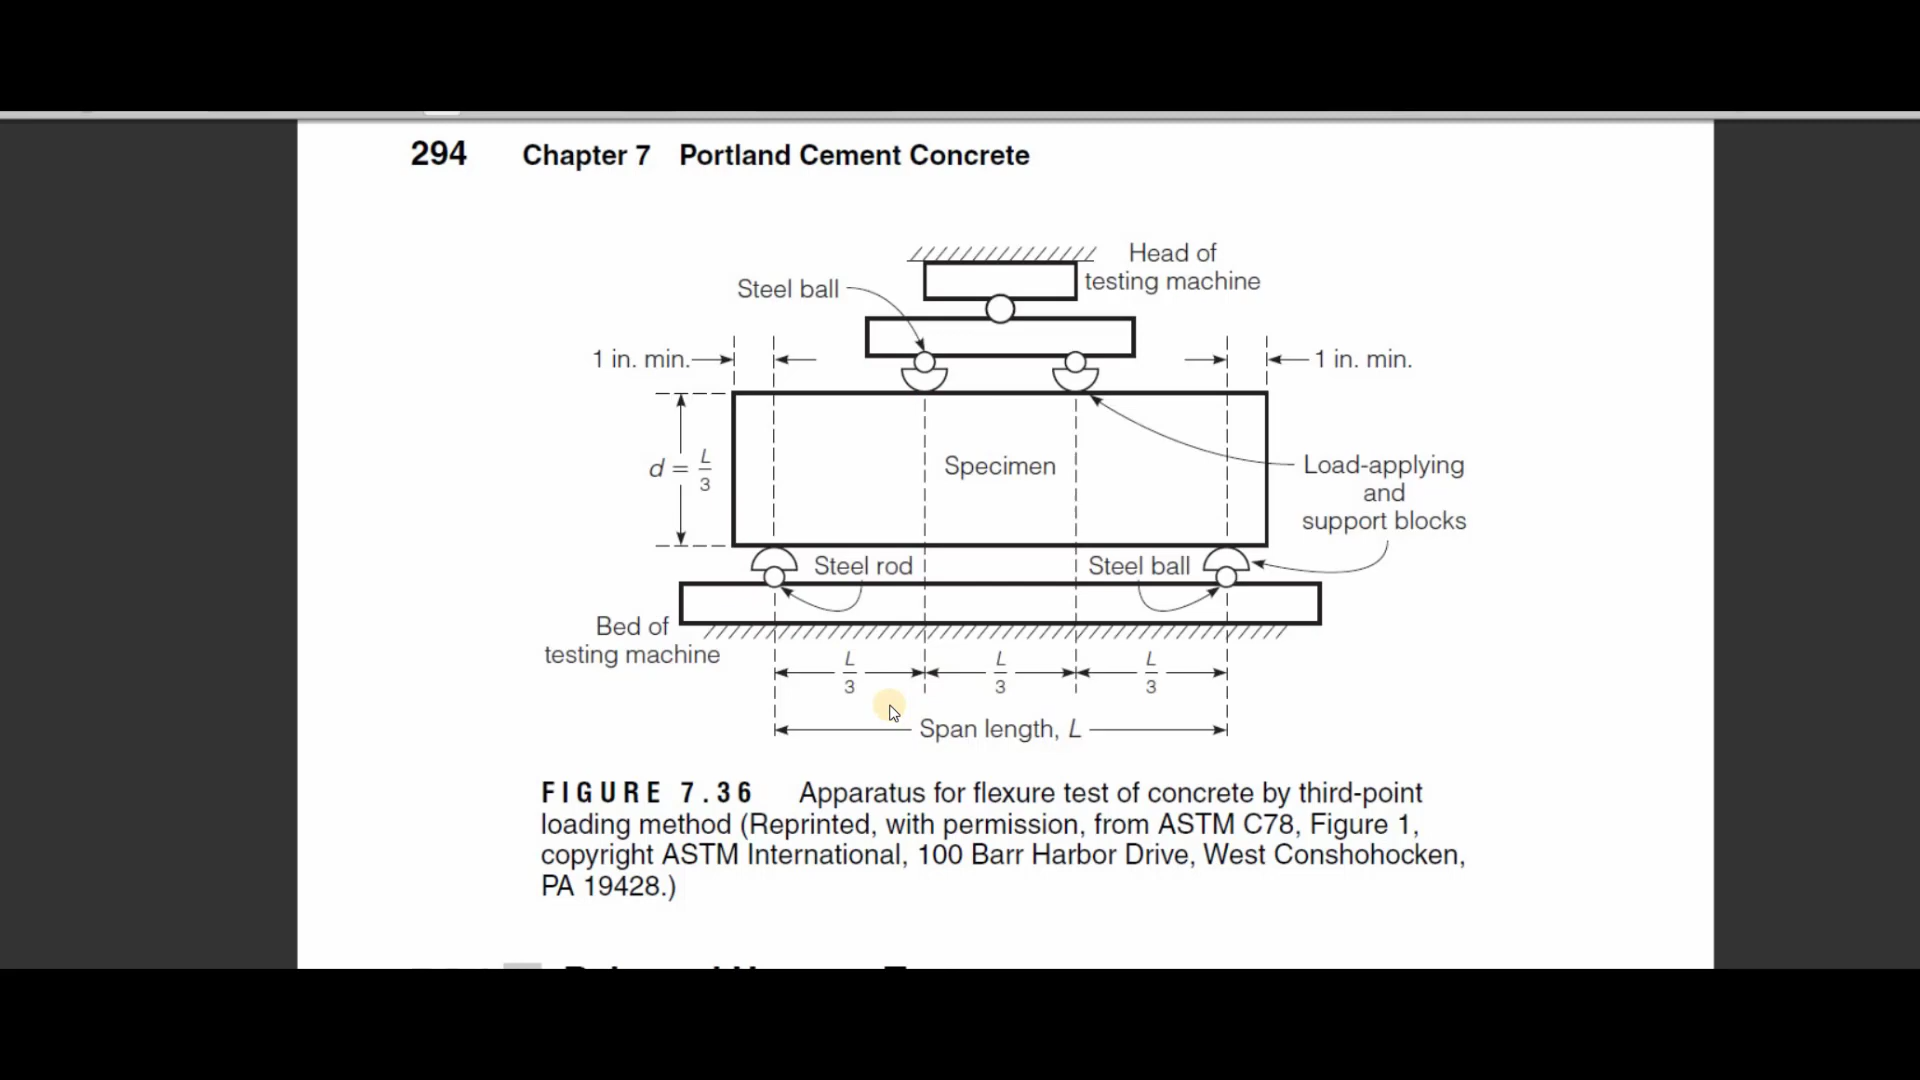 294 Chapter 7 Portland Cement Concrete
Head of
testing machine
Steel ball
1 in. min.
1 in. min.
d = L/3
Specimen
Load-applying
and
support blocks
Steel rod
Steel ball
Bed of
testing machine
L/3 L/3 L/3
Span length, L
FIGURE 7.36 Apparatus for flexure test of concrete by third-point
loading method (Reprinted, with permission, from ASTM C78, Figure 1,
copyright ASTM International, 100 Barr Harbor Drive, West Conshohocken,
PA 19428.)